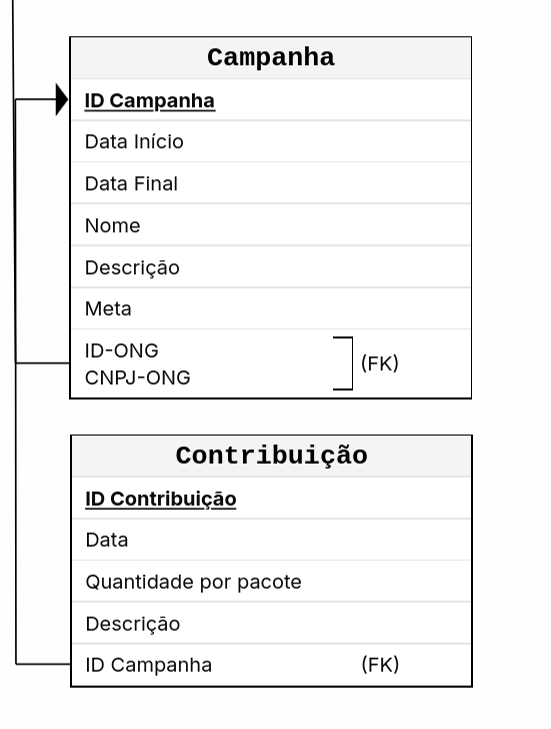 Campanha
ID Campanha
Data Início
Data Final
Nome
Descrição
Meta
ID-ONG
CNPJ-ONG
(FK)
Contribuição
ID Contribuição
Data
Quantidade por pacote
Descrição
ID Campanha (FK)